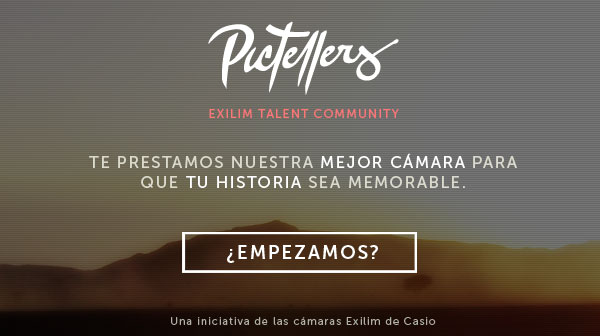 Pictellers
EXILIM TALENT COMMUNITY
TE PRESTAMOS NUESTRA MEJOR CÁMARA PARA
QUE TU HISTORIA SEA MEMORABLE.
¿EMPEZAMOS?
Una iniciativa de las cámaras Exilim de Casio